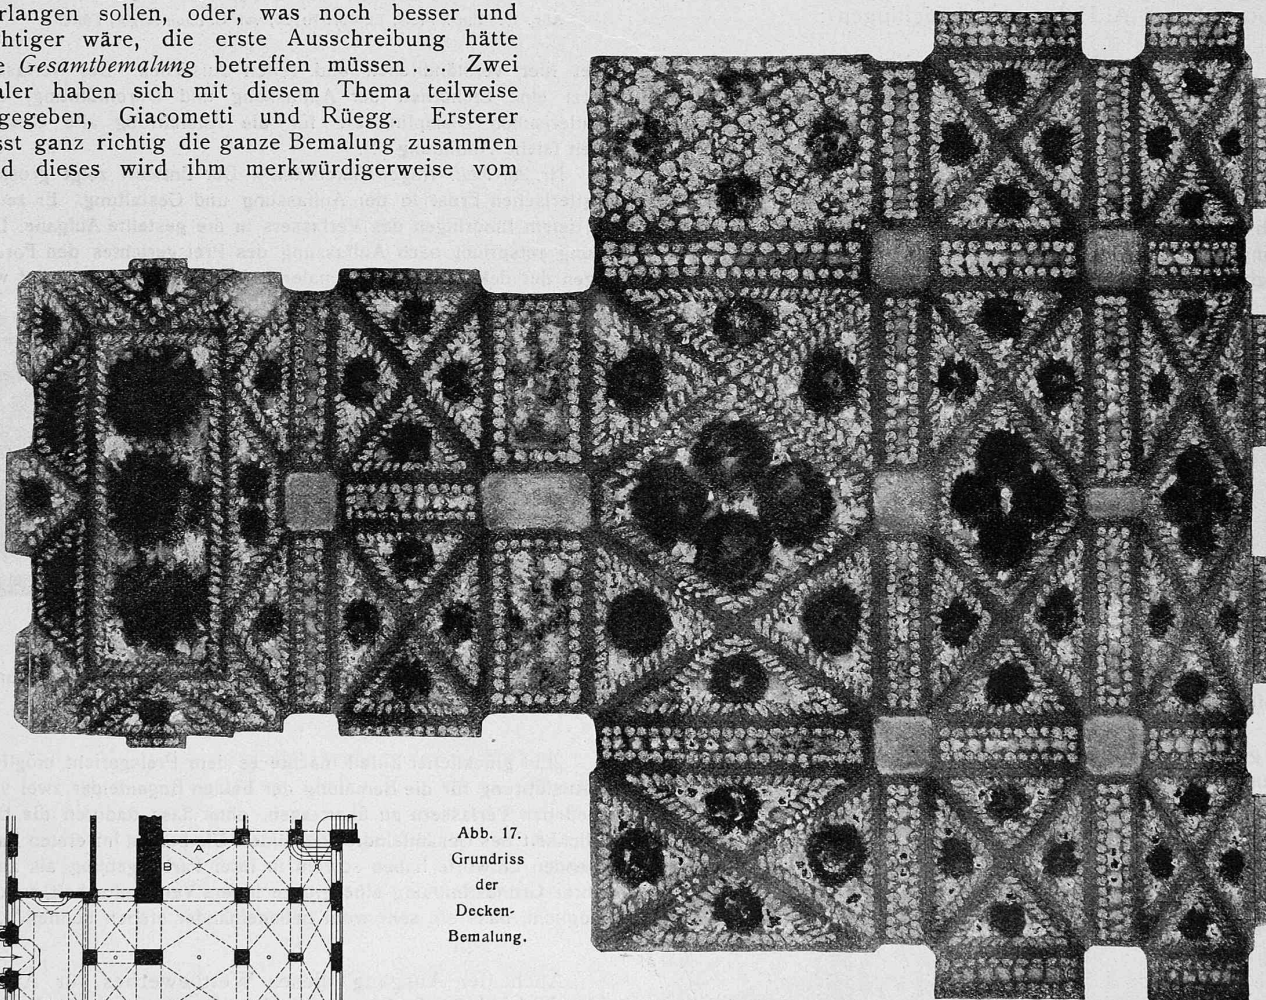 rlangen sollen, oder, was noch besser und
chtiger wäre, die erste Ausschreibung hätte
e Gesamtbemalung betreffen müssen.... Zwei
aler haben sich mit diesem Thema teilweise
gegeben, Giacometti und Rüegg. Ersterer
sst ganz richtig die ganze Bemalung zusammen
d dieses wird ihm merkwürdigerweise vom
Abb. 17.
Grundriss
der
Decken-
Bemalung.
A
B